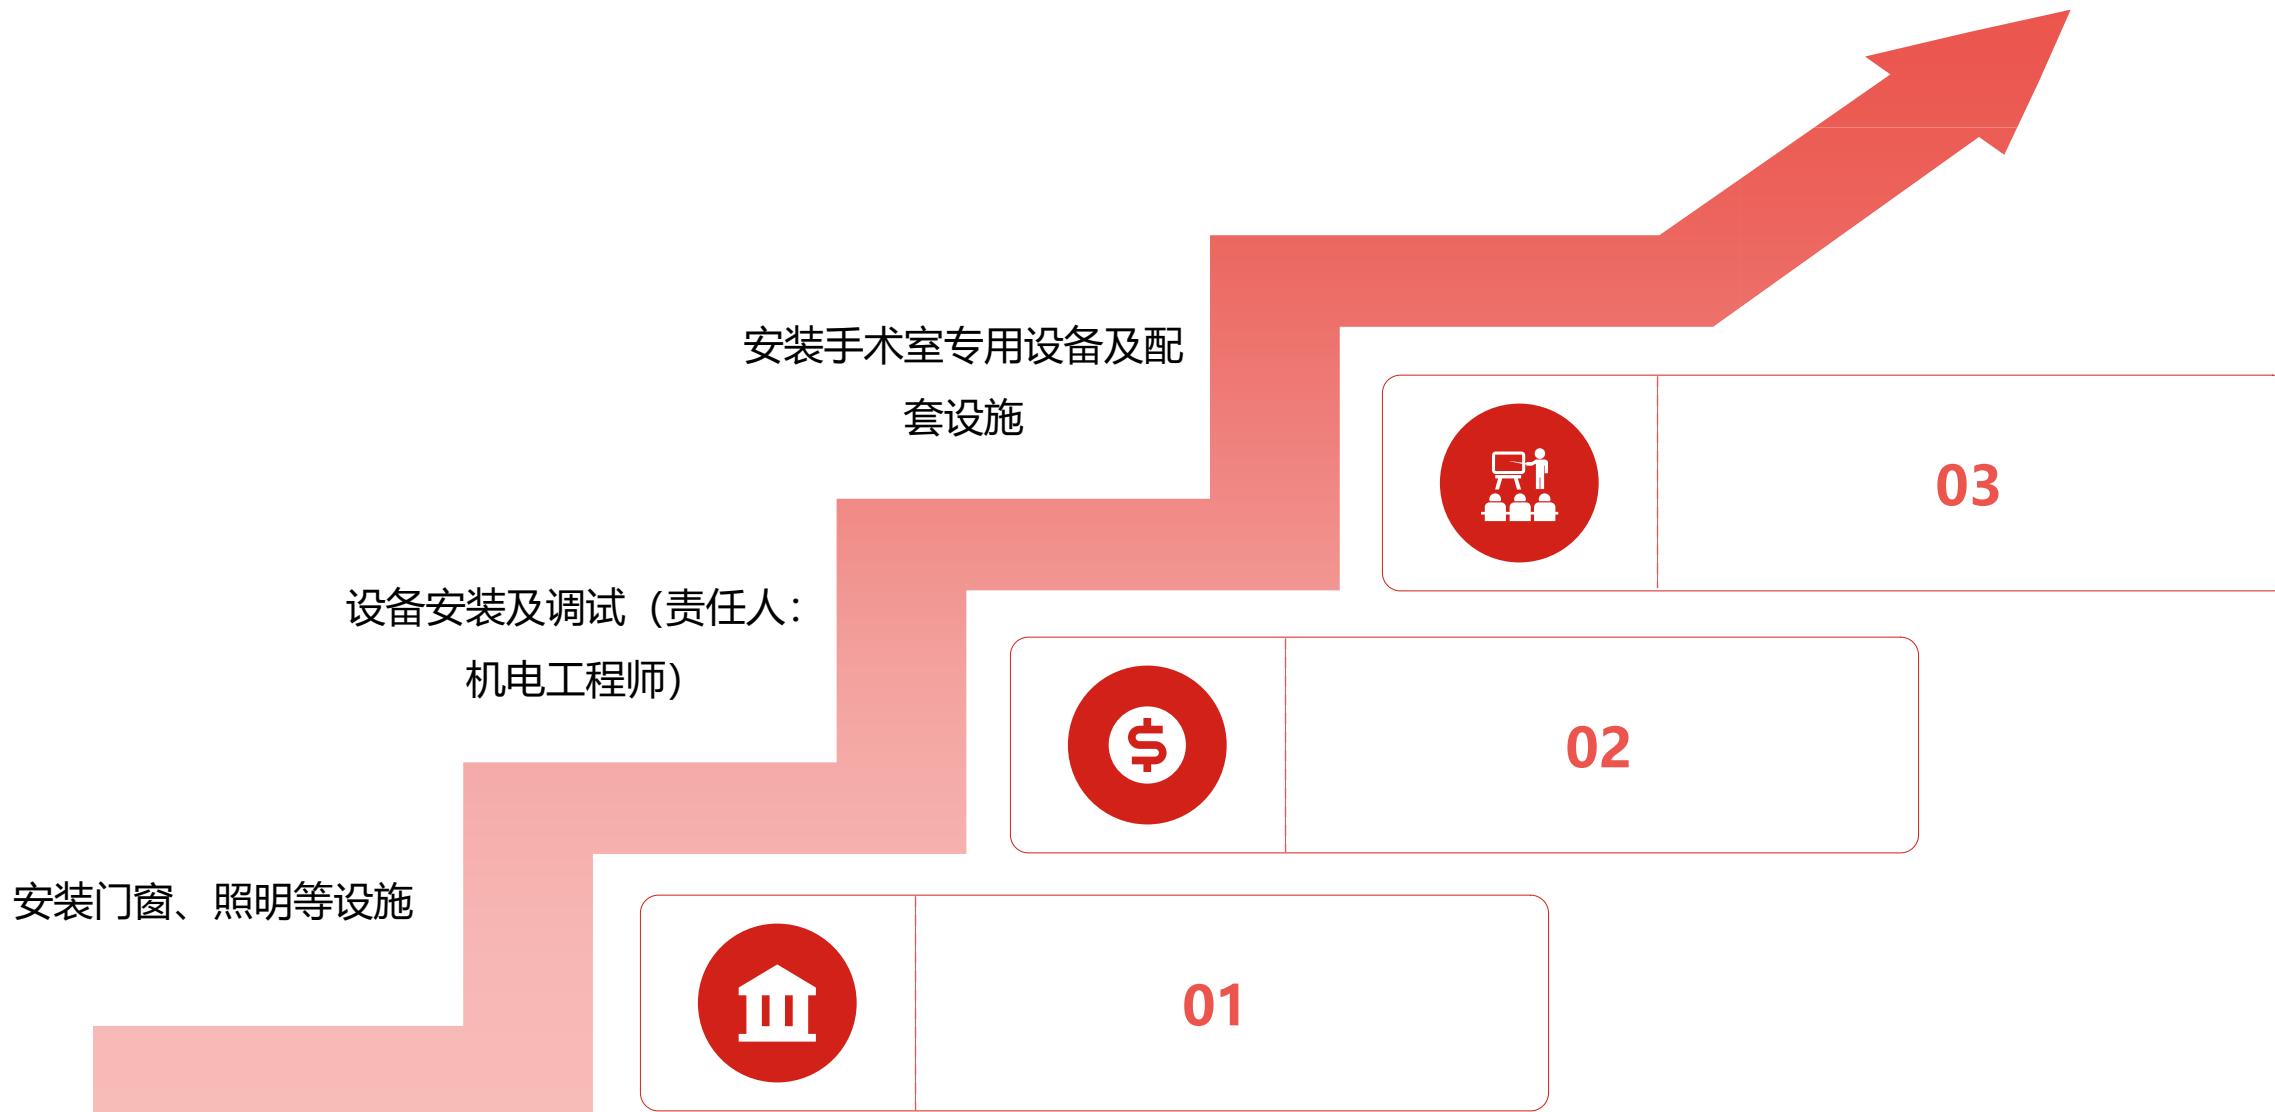 安装手术室专用设备及配
套设施
03
设备安装及调试（责任人：
机电工程师）
02
安装门窗、照明等设施
01